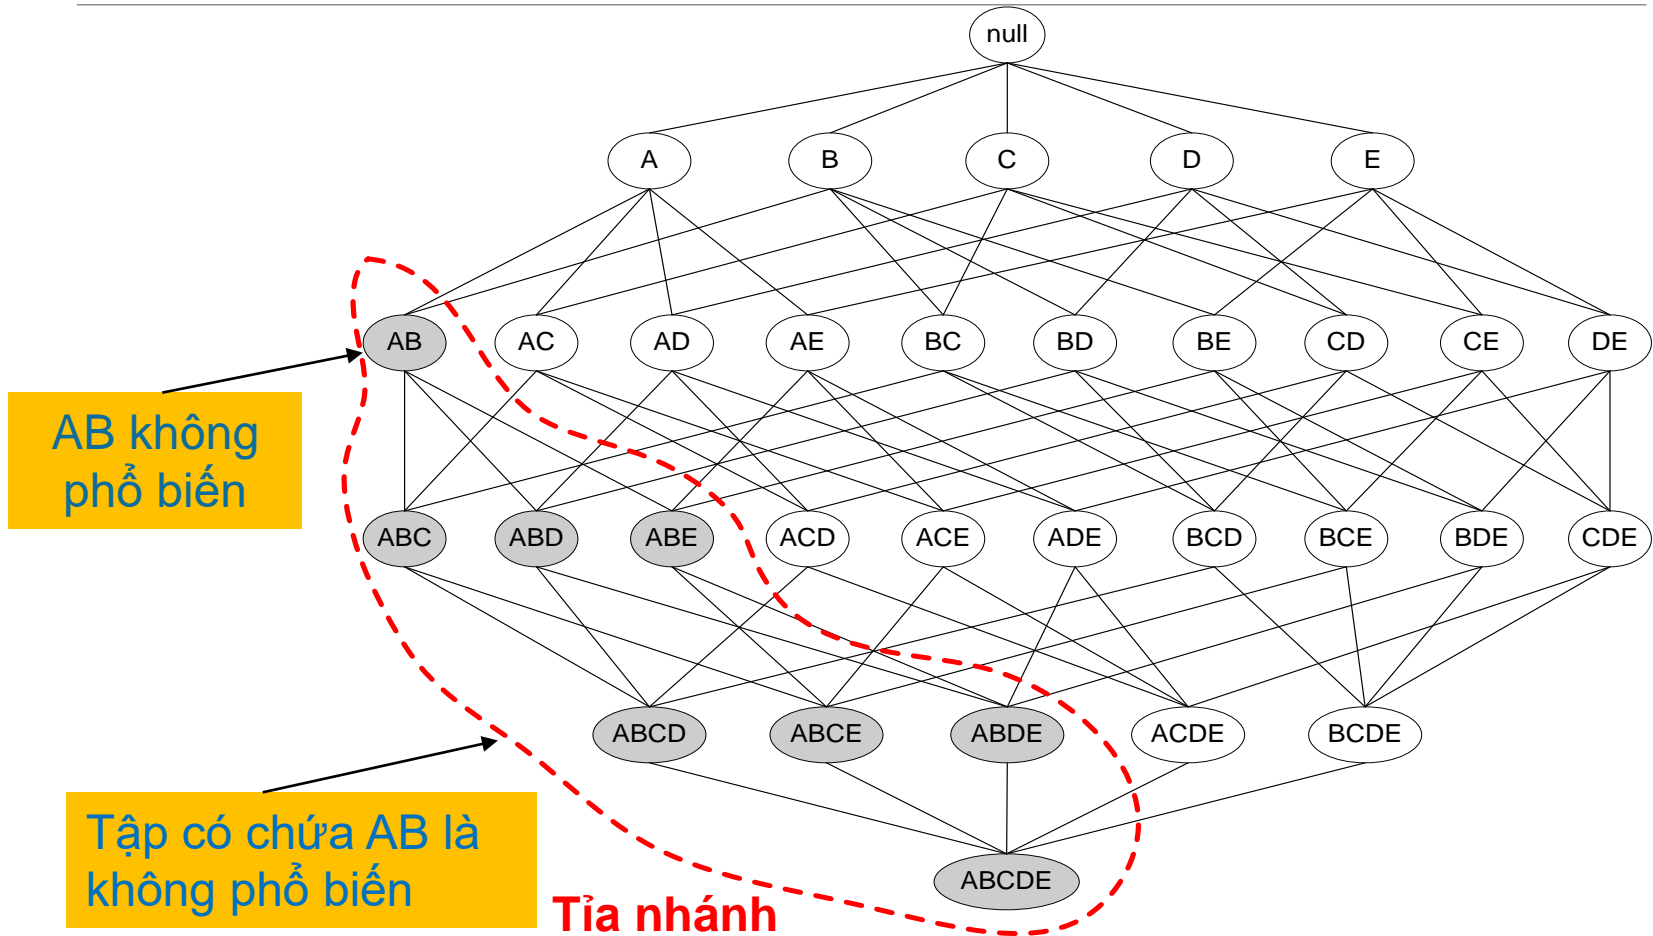 null
A B C D E
AB AC AD AE BC BD BE CD CE DE
AB không
phổ biến
ABC ABD ABE ACD ACE ADE BCD BCE BDE CDE
ABCD ABCE ABDE ACDE BCDE
Tập có chứa AB là
không phổ biến
ABCDE
Tỉa nhánh